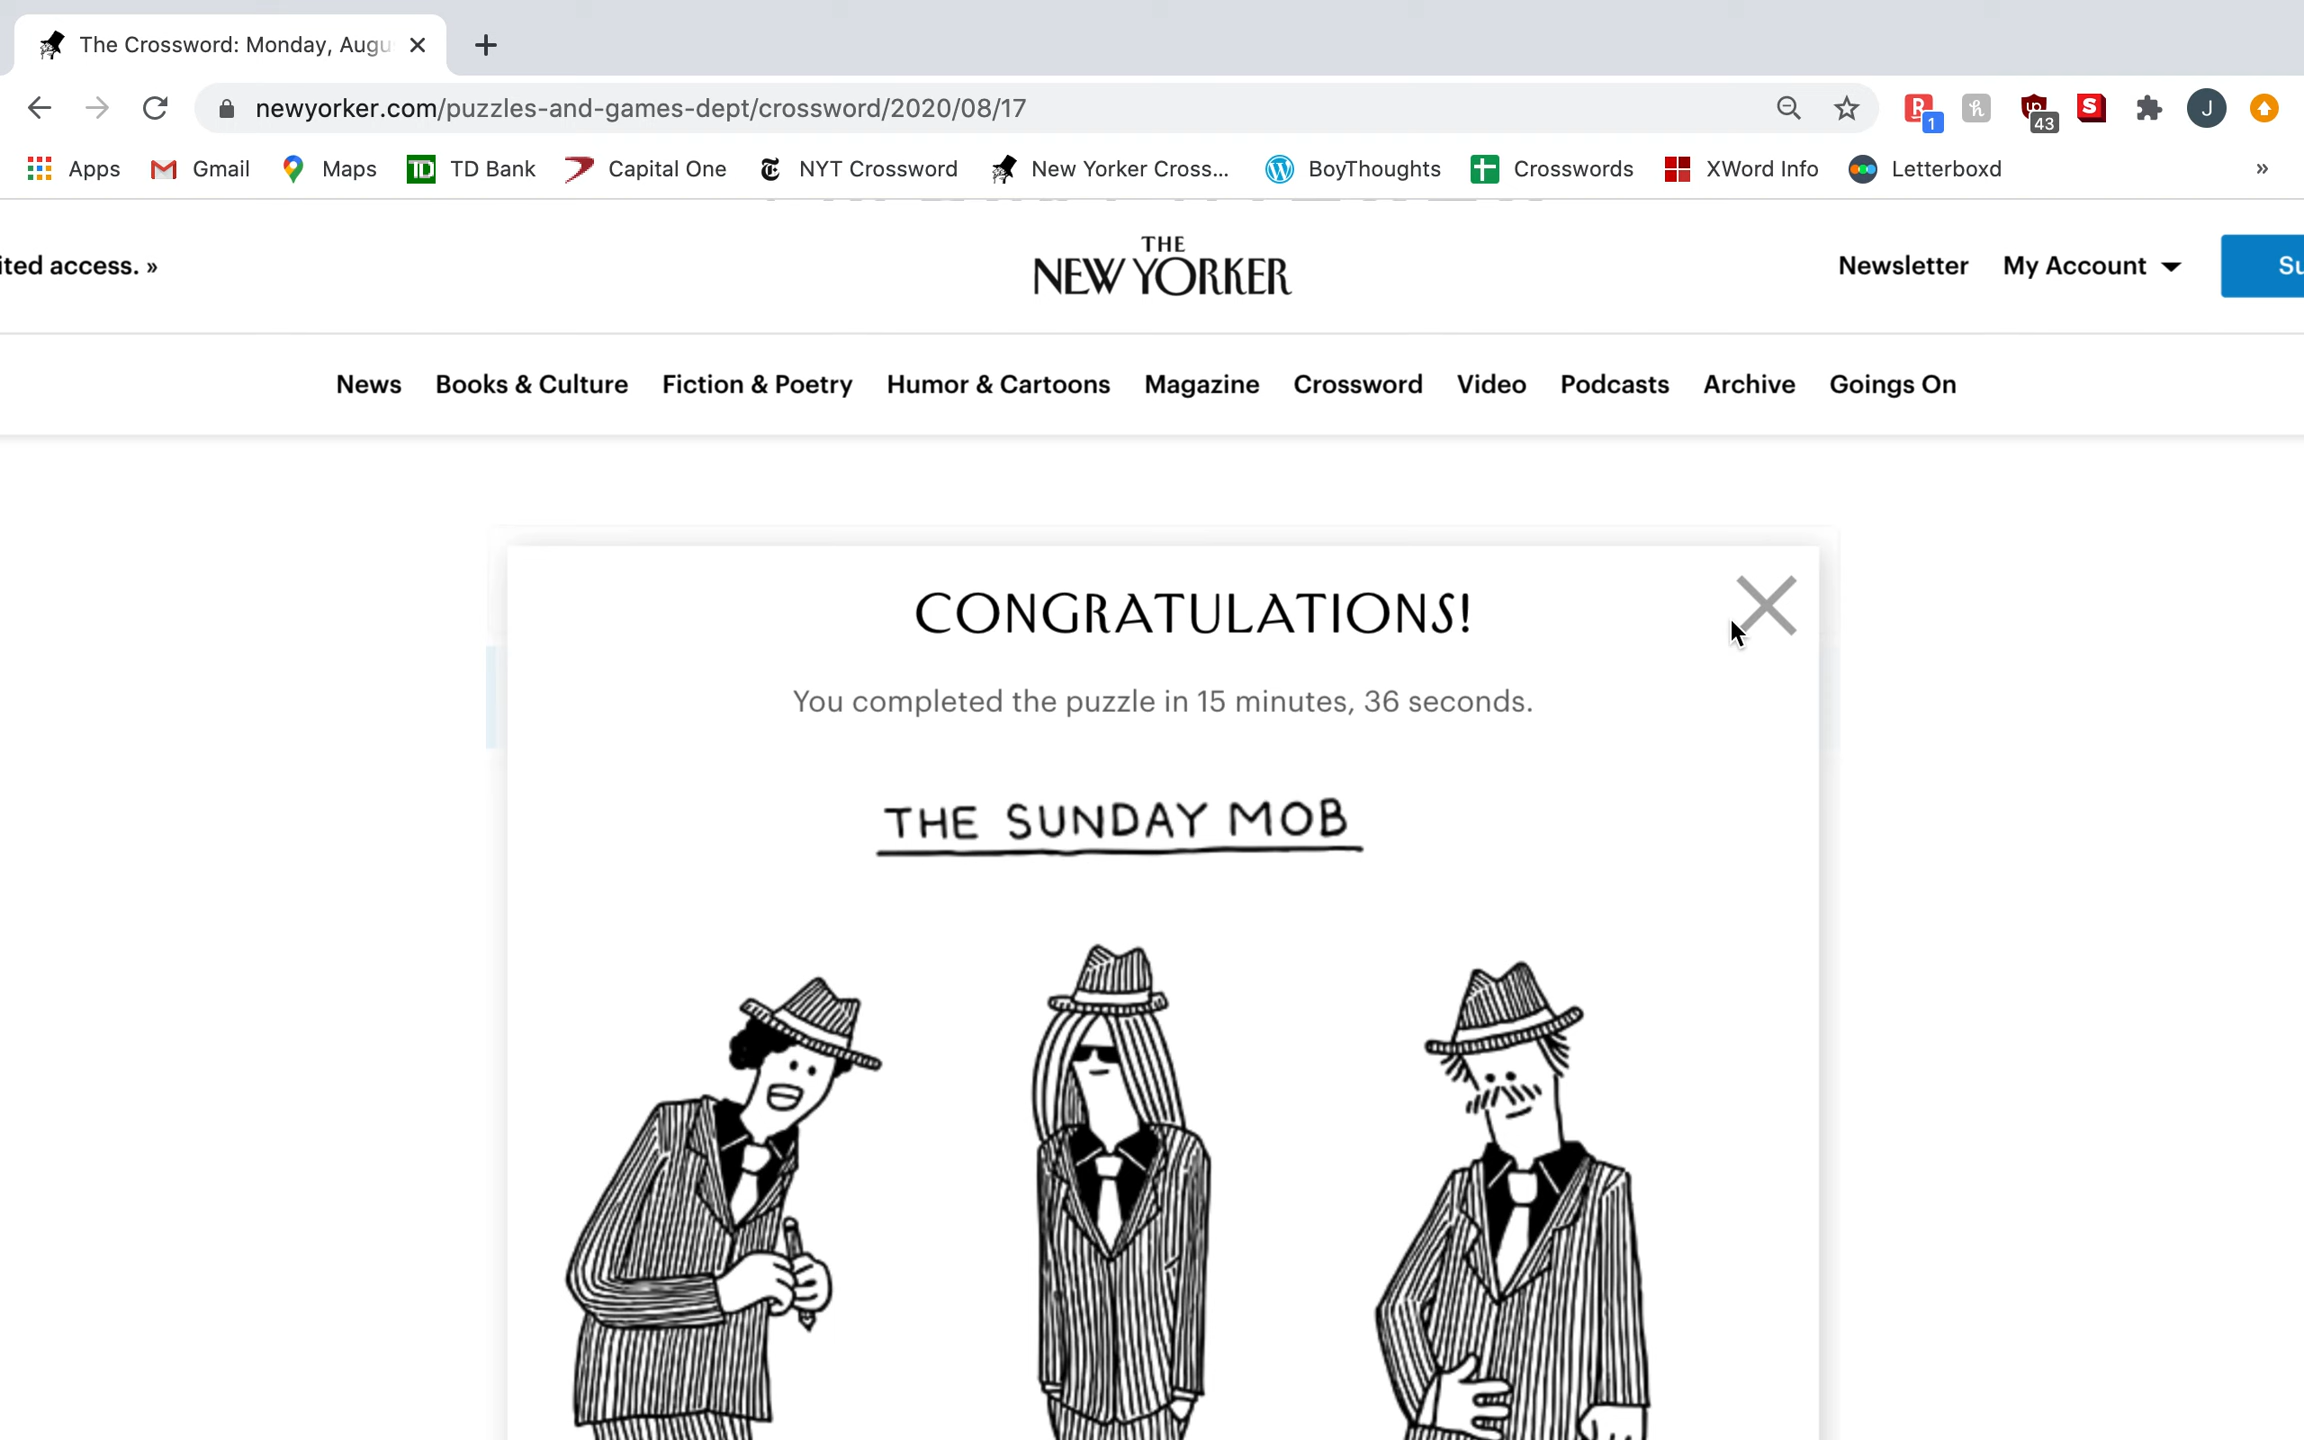 The Crossword: Monday, Augu
newyorker.com/puzzles-and-games-dept/crossword/2020/08/17
1
43
S
J
Apps
Gmail
Maps
TD
TD Bank
Capital One
NYT Crossword
New Yorker Cross...
BoyThoughts
Crosswords
XWord Info
Letterboxd
»
ited access. »
THE
NEW YORKER
Newsletter
My Account
Su
News
Books & Culture
Fiction & Poetry
Humor & Cartoons
Magazine
Crossword
Video
Podcasts
Archive
Goings On
CONGRATULATIONS!
You completed the puzzle in 15 minutes, 36 seconds.
THE SUNDAY MOB